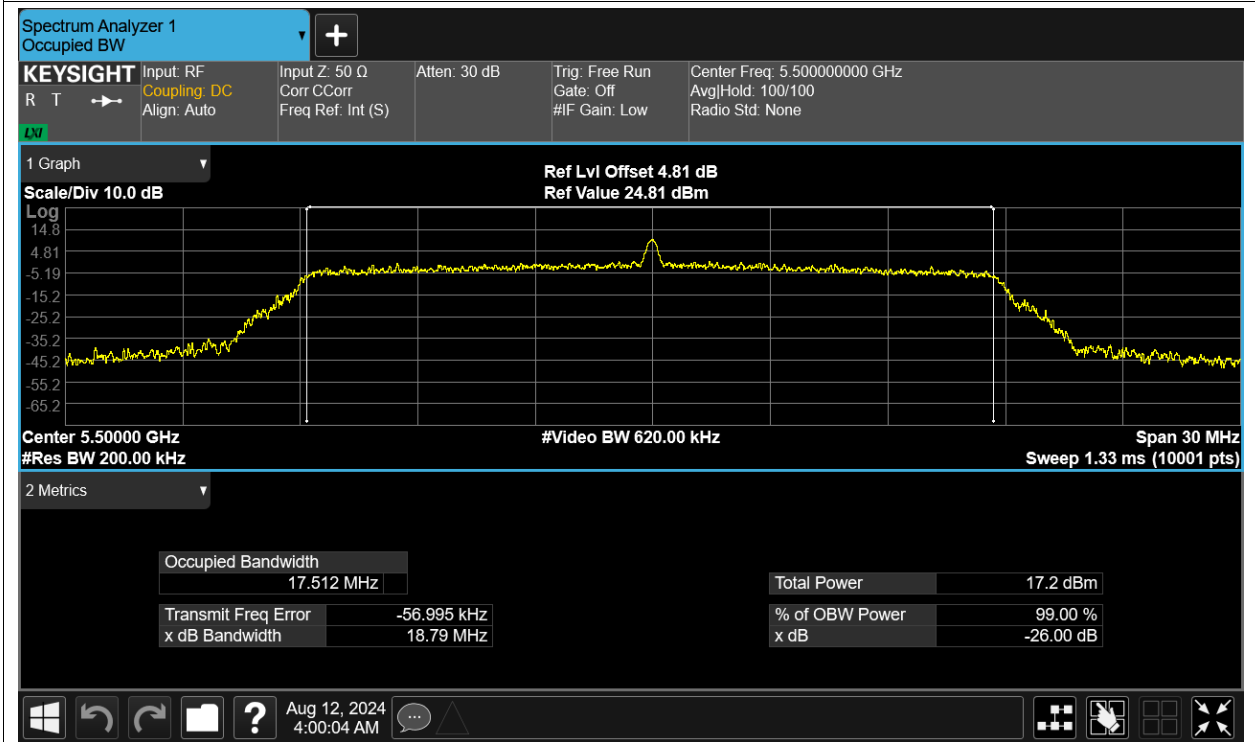 Spectrum Analyzer 1
Occupied BW
KEYSIGHT
R T
LXI
Input: RF
Coupling: DC
Align: Auto
Input Z: 50 Ω
Corr CCorr
Freq Ref: Int (S)
Atten: 30 dB
Trig: Free Run
Gate: Off
#IF Gain: Low
Center Freq: 5.500000000 GHz
Avg|Hold: 100/100
Radio Std: None
1 Graph
Scale/Div 10.0 dB
Ref Lvl Offset 4.81 dB
Ref Value 24.81 dBm
Log
14.8
4.81
-5.19
-15.2
-25.2
-35.2
-45.2
-55.2
-65.2
Center 5.50000 GHz
#Video BW 620.00 kHz
Span 30 MHz
#Res BW 200.00 kHz
Sweep 1.33 ms (10001 pts)
2 Metrics
Occupied Bandwidth
17.512 MHz
Total Power 17.2 dBm
Transmit Freq Error -56.995 kHz
% of OBW Power 99.00 %
x dB Bandwidth 18.79 MHz
x dB -26.00 dB
?
Aug 12, 2024
4:00:04 AM